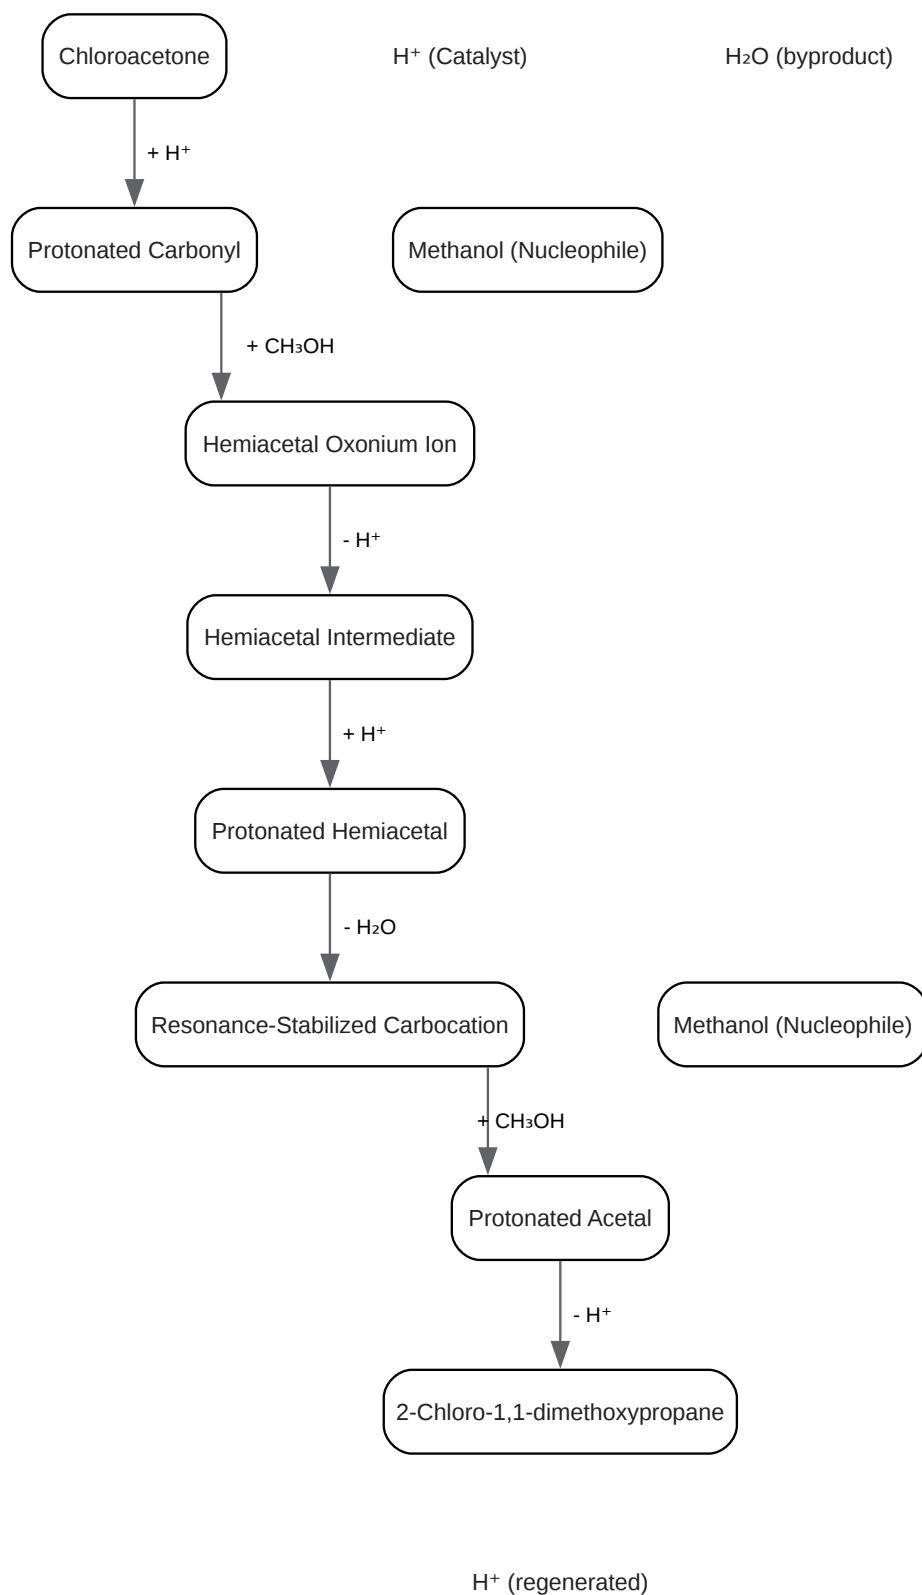 Chloroacetone
H⁺ (Catalyst)
H₂O (byproduct)
+ H⁺
Protonated Carbonyl
Methanol (Nucleophile)
+ CH₃OH
Hemiacetal Oxonium Ion
- H⁺
Hemiacetal Intermediate
+ H⁺
Protonated Hemiacetal
- H₂O
Resonance-Stabilized Carbocation
Methanol (Nucleophile)
+ CH₃OH
Protonated Acetal
- H⁺
2-Chloro-1,1-dimethoxypropane
H⁺ (regenerated)